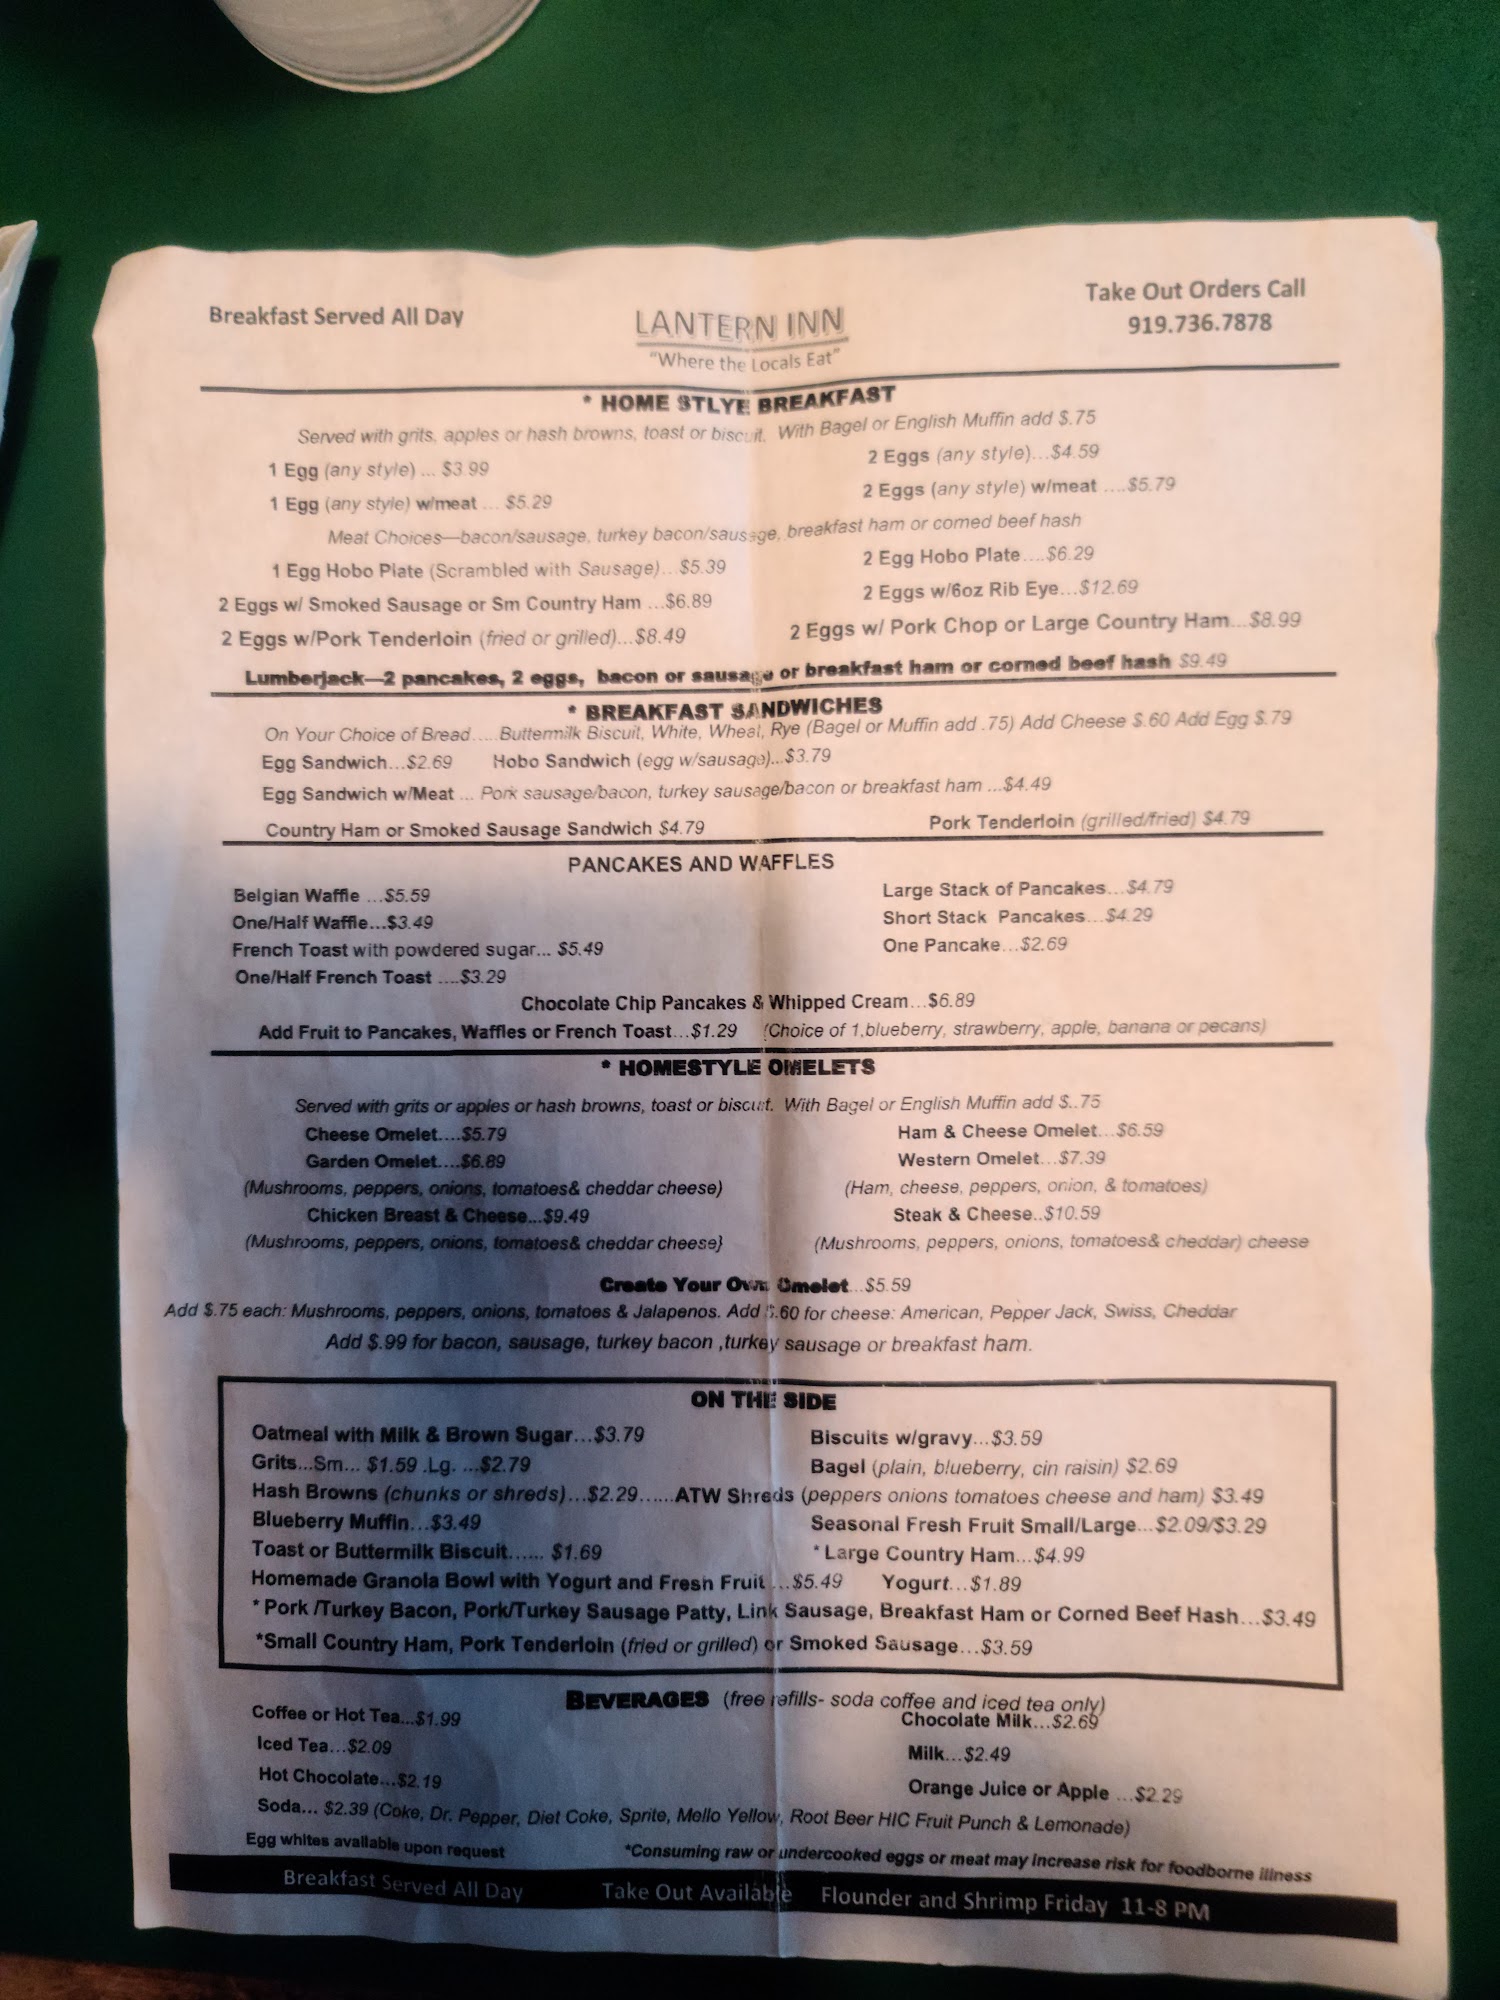 Breakfast Served All Day
LANTERN INN
"Where the Locals Eat"
Take Out Orders Call
919.736.7878
* HOME STLYE BREAKFAST
Served with grits, apples or hash browns, toast or biscuit. With Bagel or English Muffin add $.75
1 Egg (any style) ... $3.99 2 Eggs (any style)...$4.59
1 Egg (any style) w/meat ... $5.29 2 Eggs (any style) w/meat ....$5.79
Meat Choices—bacon/sausage, turkey bacon/sausage, breakfast ham or corned beef hash
1 Egg Hobo Plate (Scrambled with Sausage)...$5.39 2 Egg Hobo Plate....$6.29
2 Eggs w/ Smoked Sausage or Sm Country Ham ...$6.89 2 Eggs w/6oz Rib Eye...$12.69
2 Eggs w/Pork Tenderloin (fried or grilled)...$8.49 2 Eggs w/ Pork Chop or Large Country Ham...$8.99
Lumberjack—2 pancakes, 2 eggs, bacon or sausage or breakfast ham or corned beef hash $9.49
* BREAKFAST SANDWICHES
On Your Choice of Bread.....Buttermilk Biscuit, White, Wheat, Rye (Bagel or Muffin add .75) Add Cheese $.60 Add Egg $.79
Egg Sandwich...$2.69 Hobo Sandwich (egg w/sausage)...$3.79
Egg Sandwich w/Meat ... Pork sausage/bacon, turkey sausage/bacon or breakfast ham ...$4.49
Country Ham or Smoked Sausage Sandwich $4.79 Pork Tenderloin (grilled/fried) $4.79
PANCAKES AND WAFFLES
Belgian Waffle ...$5.59 Large Stack of Pancakes...$4.79
One/Half Waffle...$3.49 Short Stack Pancakes...$4.29
French Toast with powdered sugar... $5.49 One Pancake...$2.69
One/Half French Toast ....$3.29
Chocolate Chip Pancakes & Whipped Cream...$6.89
Add Fruit to Pancakes, Waffles or French Toast...$1.29 (Choice of 1,blueberry, strawberry, apple, banana or pecans)
* HOMESTYLE OMELETS
Served with grits or apples or hash browns, toast or biscuit. With Bagel or English Muffin add $..75
Cheese Omelet....$5.79 Ham & Cheese Omelet...$6.59
Garden Omelet....$6.89 Western Omelet...$7.39
(Mushrooms, peppers, onions, tomatoes& cheddar cheese) (Ham, cheese, peppers, onion, & tomatoes)
Chicken Breast & Cheese...$9.49 Steak & Cheese..$10.59
(Mushrooms, peppers, onions, tomatoes& cheddar cheese} (Mushrooms, peppers, onions, tomatoes& cheddar) cheese
Create Your Own Omelet...$5.59
Add $.75 each: Mushrooms, peppers, onions, tomatoes & Jalapenos. Add $.60 for cheese: American, Pepper Jack, Swiss, Cheddar
Add $.99 for bacon, sausage, turkey bacon ,turkey sausage or breakfast ham.
ON THE SIDE
Oatmeal with Milk & Brown Sugar...$3.79 Biscuits w/gravy...$3.59
Grits...Sm... $1.59 .Lg. ...$2.79 Bagel (plain, blueberry, cin raisin) $2.69
Hash Browns (chunks or shreds)...$2.29......ATW Shreds (peppers onions tomatoes cheese and ham) $3.49
Blueberry Muffin...$3.49 Seasonal Fresh Fruit Small/Large...$2.09/$3.29
Toast or Buttermilk Biscuit...... $1.69 * Large Country Ham...$4.99
Homemade Granola Bowl with Yogurt and Fresh Fruit ...$5.49 Yogurt...$1.89
* Pork /Turkey Bacon, Pork/Turkey Sausage Patty, Link Sausage, Breakfast Ham or Corned Beef Hash...$3.49
*Small Country Ham, Pork Tenderloin (fried or grilled) or Smoked Sausage...$3.59
BEVERAGES (free refills- soda coffee and iced tea only)
Coffee or Hot Tea...$1.99 Chocolate Milk...$2.69
Iced Tea...$2.09 Milk...$2.49
Hot Chocolate...$2.19 Orange Juice or Apple ...$2.29
Soda... $2.39 (Coke, Dr. Pepper, Diet Coke, Sprite, Mello Yellow, Root Beer HIC Fruit Punch & Lemonade)
Egg whites available upon request *Consuming raw or undercooked eggs or meat may increase risk for foodborne illness
Breakfast Served All Day Take Out Available Flounder and Shrimp Friday 11-8 PM